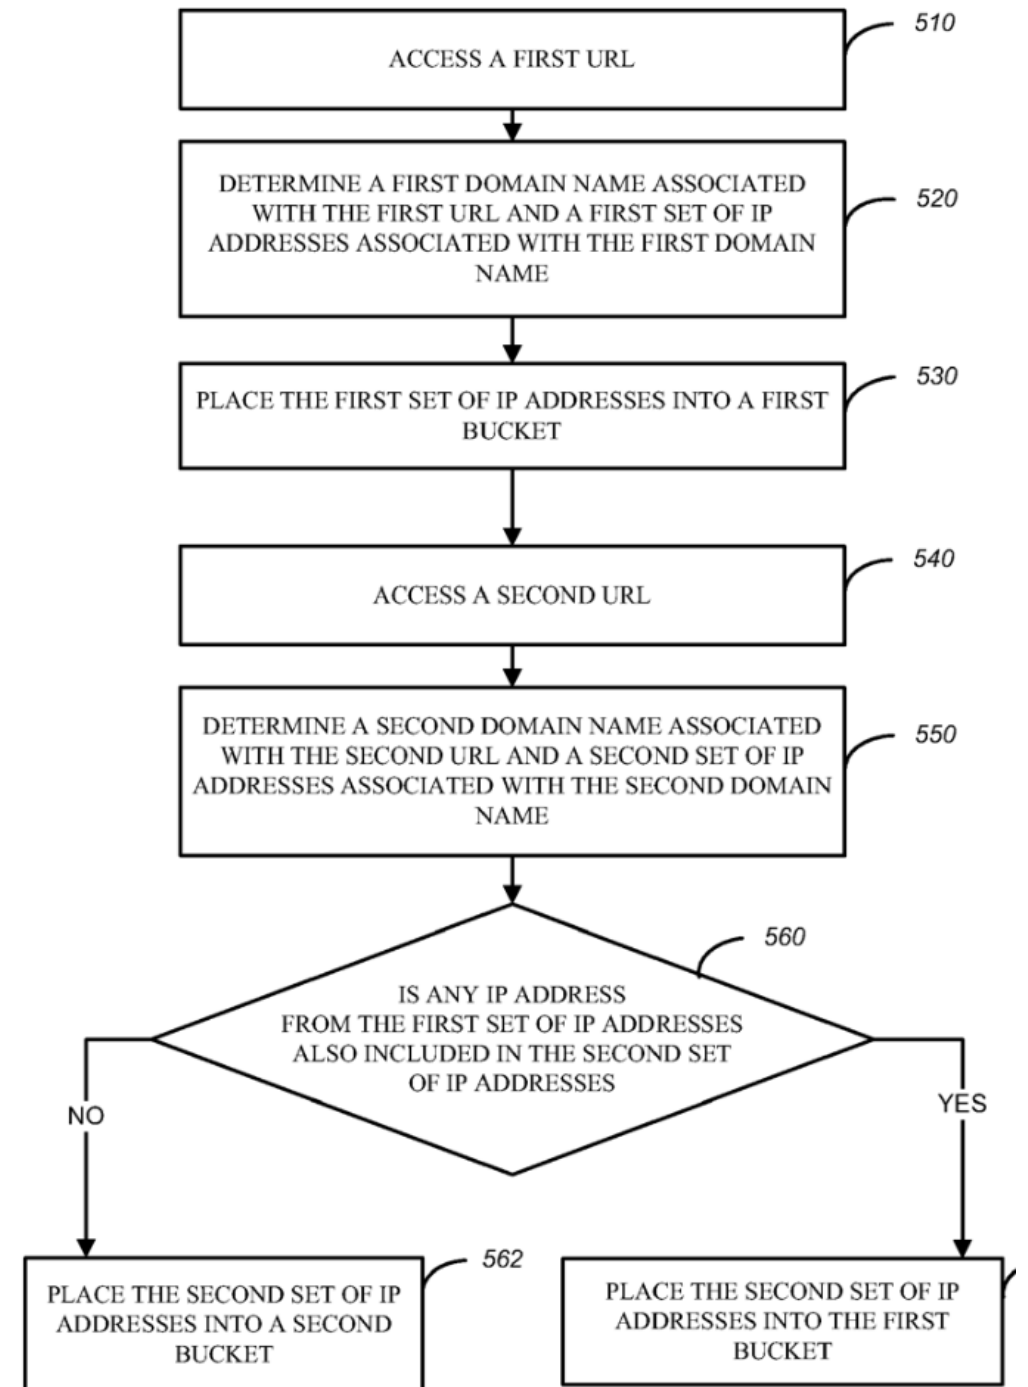 510
ACCESS A FIRST URL
520
DETERMINE A FIRST DOMAIN NAME ASSOCIATED
WITH THE FIRST URL AND A FIRST SET OF IP
ADDRESSES ASSOCIATED WITH THE FIRST DOMAIN
NAME
530
PLACE THE FIRST SET OF IP ADDRESSES INTO A FIRST
BUCKET
540
ACCESS A SECOND URL
550
DETERMINE A SECOND DOMAIN NAME ASSOCIATED
WITH THE SECOND URL AND A SECOND SET OF IP
ADDRESSES ASSOCIATED WITH THE SECOND DOMAIN
NAME
560
IS ANY IP ADDRESS
FROM THE FIRST SET OF IP ADDRESSES
ALSO INCLUDED IN THE SECOND SET
OF IP ADDRESSES
NO
YES
562
PLACE THE SECOND SET OF IP
ADDRESSES INTO A SECOND
BUCKET
PLACE THE SECOND SET OF IP
ADDRESSES INTO THE FIRST
BUCKET